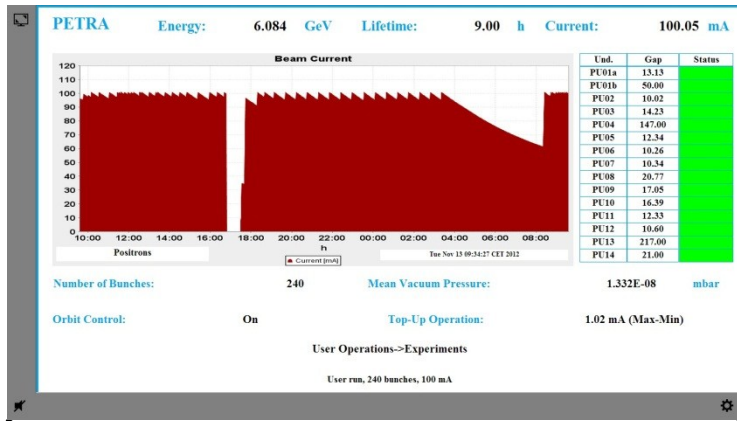 PETRA Energy: 6.084 GeV Lifetime: 9.00 h Current: 100.05 mA
Beam Current
120
110
100
90
80
70
60
50
40
30
20
10
0
10:00 12:00 14:00 16:00 18:00 20:00 22:00 00:00 02:00 04:00 06:00 08:00
h
Positrons
Current [mA]
Tue Nov 13 09:34:27 CET 2012
Und. Gap Status
PU01a 13.13
PU01b 50.00
PU02 10.02
PU03 14.23
PU04 147.00
PU05 12.34
PU06 10.26
PU07 10.34
PU08 20.77
PU09 17.05
PU10 16.39
PU11 12.33
PU12 10.60
PU13 217.00
PU14 21.00
Number of Bunches: 240 Mean Vacuum Pressure: 1.332E-08 mbar
Orbit Control: On Top-Up Operation: 1.02 mA (Max-Min)
User Operations->Experiments
User run, 240 bunches, 100 mA